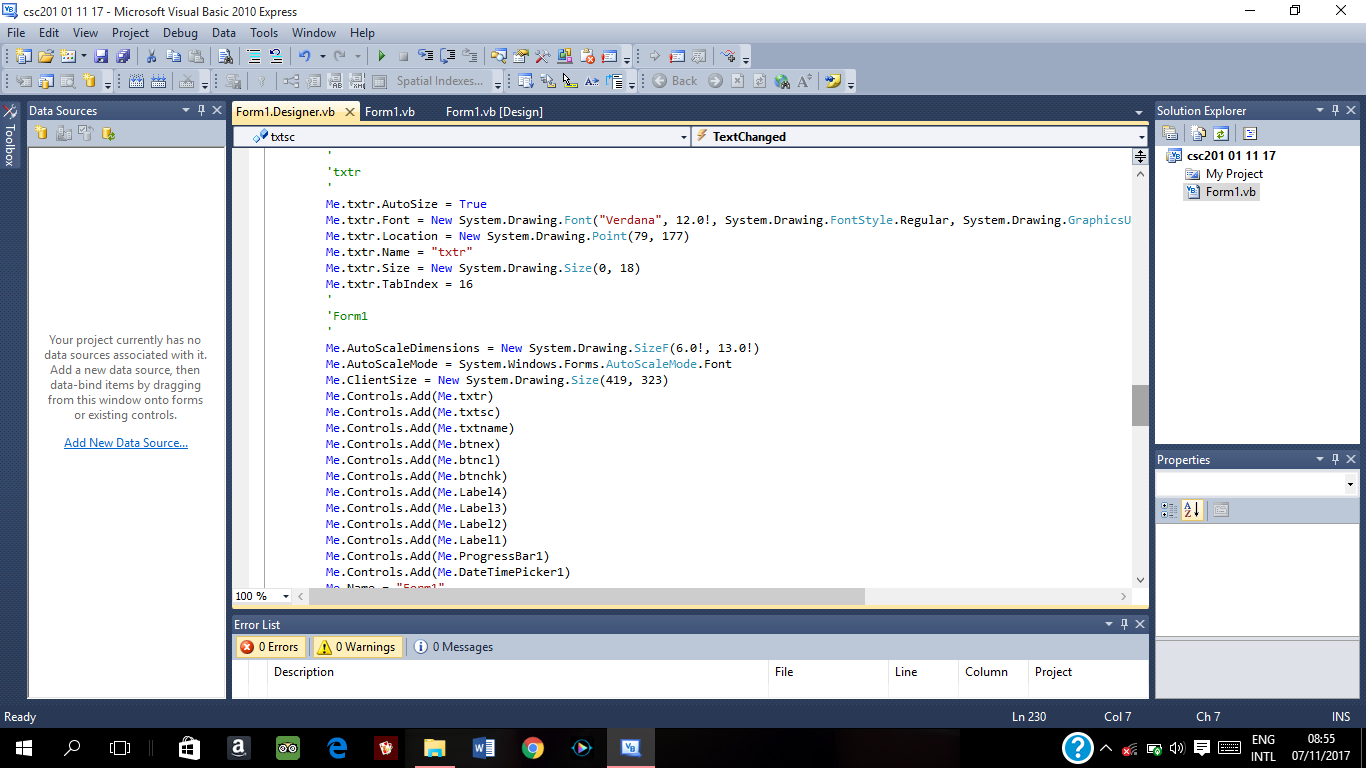 csc201 01 11 17 - Microsoft Visual Basic 2010 Express
File Edit View Project Debug Data Tools Window Help
Spatial Indexes...
Back
Toolbox
Data Sources
Your project currently has no
data sources associated with it.
Add a new data source, then
data-bind items by dragging
from this window onto forms
or existing controls.
Add New Data Source...
Form1.Designer.vb Form1.vb Form1.vb [Design]
txtsc TextChanged
'
'txtr
'
Me.txtr.AutoSize = True
Me.txtr.Font = New System.Drawing.Font("Verdana", 12.0!, System.Drawing.FontStyle.Regular, System.Drawing.GraphicsU
Me.txtr.Location = New System.Drawing.Point(79, 177)
Me.txtr.Name = "txtr"
Me.txtr.Size = New System.Drawing.Size(0, 18)
Me.txtr.TabIndex = 16
'
'Form1
'
Me.AutoScaleDimensions = New System.Drawing.SizeF(6.0!, 13.0!)
Me.AutoScaleMode = System.Windows.Forms.AutoScaleMode.Font
Me.ClientSize = New System.Drawing.Size(419, 323)
Me.Controls.Add(Me.txtr)
Me.Controls.Add(Me.txtsc)
Me.Controls.Add(Me.txtname)
Me.Controls.Add(Me.btnex)
Me.Controls.Add(Me.btncl)
Me.Controls.Add(Me.btnchk)
Me.Controls.Add(Me.Label4)
Me.Controls.Add(Me.Label3)
Me.Controls.Add(Me.Label2)
Me.Controls.Add(Me.Label1)
Me.Controls.Add(Me.ProgressBar1)
Me.Controls.Add(Me.DateTimePicker1)
Me.Name = "Form1"
100 %
Error List
0 Errors 0 Warnings 0 Messages
Description File Line Column Project
Solution Explorer
csc201 01 11 17
My Project
Form1.vb
Properties
Ready Ln 230 Col 7 Ch 7 INS
ENG
INTL
08:55
07/11/2017